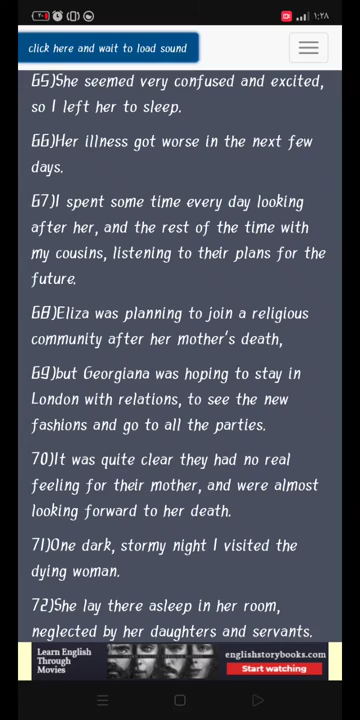 ۲۰
۱:۲۸
click here and wait to load sound
65)She seemed very confused and excited,
so I left her to sleep.
66)Her illness got worse in the next few
days.
67)I spent some time every day looking
after her, and the rest of the time with
my cousins, listening to their plans for the
future.
68)Eliza was planning to join a religious
community after her mother's death,
69)but Georgiana was hoping to stay in
London with relations, to see the new
fashions and go to all the parties.
70)It was quite clear they had no real
feeling for their mother, and were almost
looking forward to her death.
71)One dark, stormy night I visited the
dying woman.
72)She lay there asleep in her room,
neglected by her daughters and servants.
Learn English
Through
Movies
englishstorybooks.com
Start watching